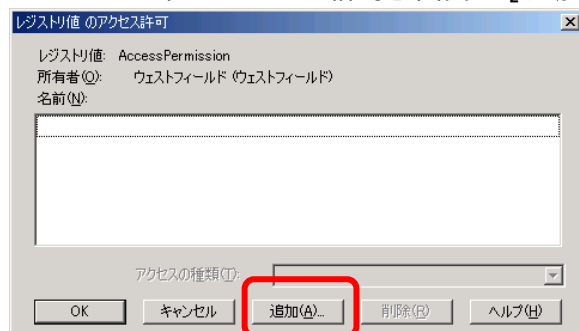 レジストリ値 のアクセス許可
レジストリ値: AccessPermission
所有者(O): ウェストフィールド (ウェストフィールド)
名前(N):
アクセスの種類(T):
OK キャンセル 追加(A)... 削除(R) ヘルプ(H)